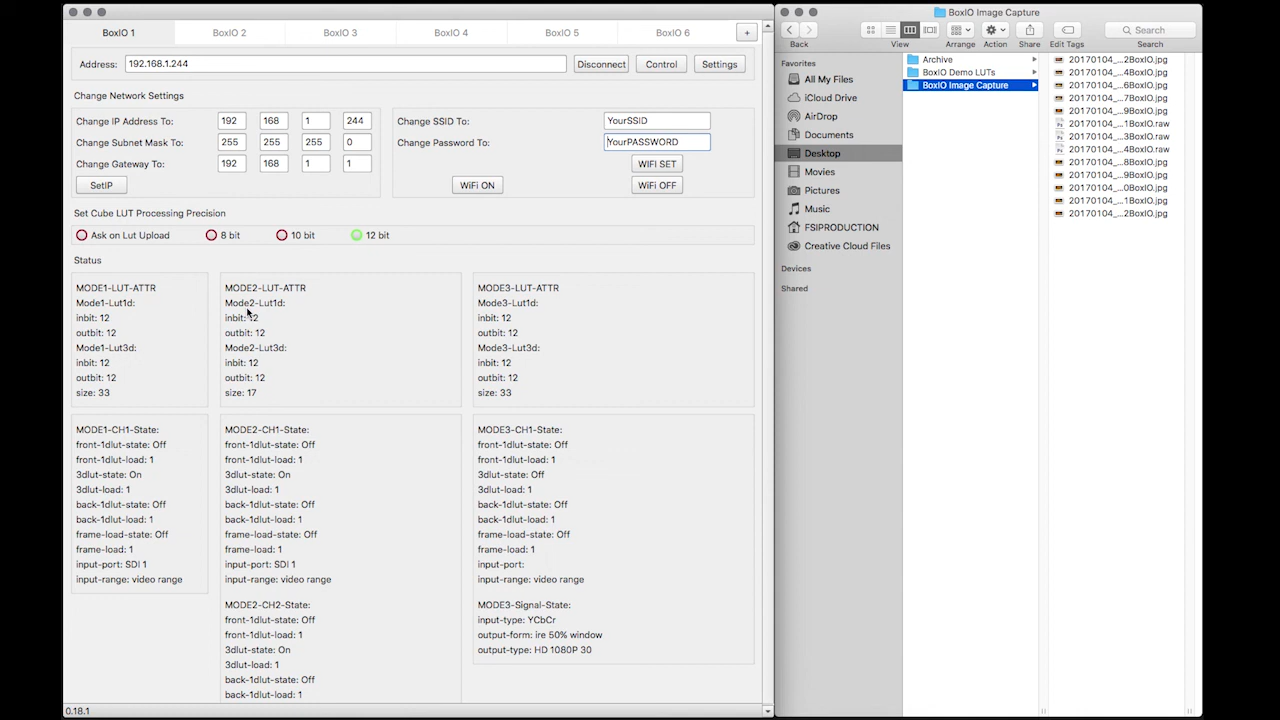 BoxIO 1
BoxIO 2
BoxIO 3
BoxIO 4
BoxIO 5
BoxIO 6
+
Address:
192.168.1.244
Disconnect
Control
Settings
Change Network Settings
Change IP Address To:
192
168
1
244
Change Subnet Mask To:
255
255
255
0
Change Gateway To:
192
168
1
1
SetIP
Change SSID To:
YourSSID
Change Password To:
YourPASSWORD
WIFI SET
WiFi ON
WiFi OFF
Set Cube LUT Processing Precision
Ask on Lut Upload
8 bit
10 bit
12 bit
Status
MODE1-LUT-ATTR
Mode1-Lut1d:
inbit: 12
outbit: 12
Mode1-Lut3d:
inbit: 12
outbit: 12
size: 33
MODE2-LUT-ATTR
Mode2-Lut1d:
inbit: 12
outbit: 12
Mode2-Lut3d:
inbit: 12
outbit: 12
size: 17
MODE3-LUT-ATTR
Mode3-Lut1d:
inbit: 12
outbit: 12
Mode3-Lut3d:
inbit: 12
outbit: 12
size: 33
MODE1-CH1-State:
front-1dlut-state: Off
front-1dlut-load: 1
3dlut-state: On
3dlut-load: 1
back-1dlut-state: Off
back-1dlut-load: 1
frame-load-state: Off
frame-load: 1
input-port: SDI 1
input-range: video range
MODE2-CH1-State:
front-1dlut-state: Off
front-1dlut-load: 1
3dlut-state: On
3dlut-load: 1
back-1dlut-state: Off
back-1dlut-load: 1
frame-load-state: Off
frame-load: 1
input-port: SDI 1
input-range: video range
MODE2-CH2-State:
front-1dlut-state: Off
front-1dlut-load: 1
3dlut-state: On
3dlut-load: 1
back-1dlut-state: Off
back-1dlut-load: 1
MODE3-CH1-State:
front-1dlut-state: Off
front-1dlut-load: 1
3dlut-state: Off
3dlut-load: 1
back-1dlut-state: Off
back-1dlut-load: 1
frame-load-state: Off
frame-load: 1
input-port:
input-range: video range
MODE3-Signal-State:
input-type: YCbCr
output-form: ire 50% window
output-type: HD 1080P 30
0.18.1
BoxIO Image Capture
Back
View
Arrange
Action
Share
Edit Tags
Search
Search
Favorites
All My Files
iCloud Drive
AirDrop
Documents
Desktop
Movies
Pictures
Music
FSIPRODUCTION
Creative Cloud Files
Devices
Shared
Archive
BoxIO Demo LUTs
BoxIO Image Capture
20170104_...2BoxIO.jpg
20170104_...4BoxIO.jpg
20170104_...6BoxIO.jpg
20170104_...7BoxIO.jpg
20170104_...9BoxIO.jpg
20170104_...1BoxIO.raw
20170104_...3BoxIO.raw
20170104_...4BoxIO.raw
20170104_...8BoxIO.jpg
20170104_...9BoxIO.jpg
20170104_...0BoxIO.jpg
20170104_...1BoxIO.jpg
20170104_...2BoxIO.jpg